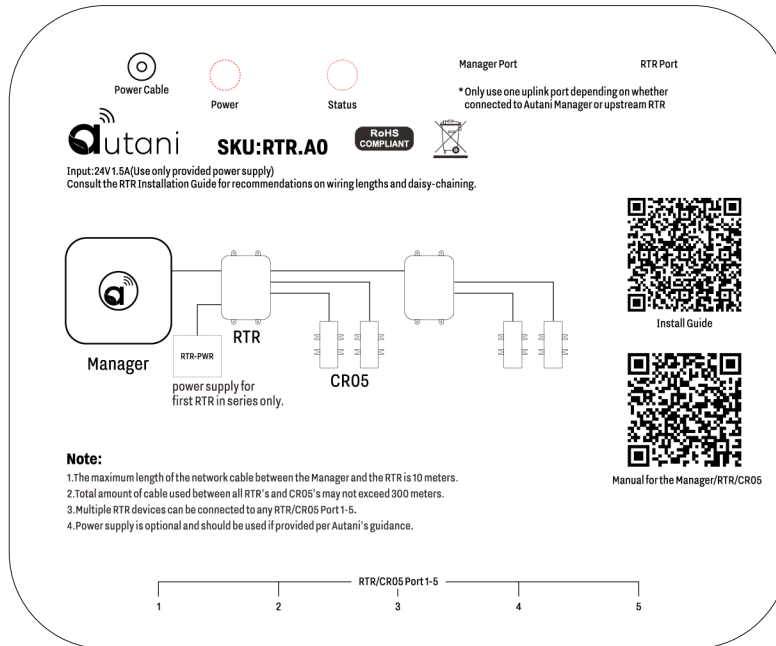 Power Cable
Power
Status
Manager Port
RTR Port
*Only use one uplink port depending on whether
connected to Autani Manager or upstream RTR
autani
SKU:RTR.A0
RoHS
COMPLIANT
Input:24V 1.5A(Use only provided power supply)
Consult the RTR Installation Guide for recommendations on wiring lengths and daisy-chaining.
a
Manager
RTR-PWR
RTR
CR05
power supply for
first RTR in series only.
Install Guide
Manual for the Manager/RTR/CR05
Note:
1.The maximum length of the network cable between the Manager and the RTR is 10 meters.
2.Total amount of cable used between all RTR's and CR05's may not exceed 300 meters.
3.Multiple RTR devices can be connected to any RTR/CR05 Port 1-5.
4.Power supply is optional and should be used if provided per Autani's guidance.
RTR/CR05 Port 1-5
1 2 3 4 5